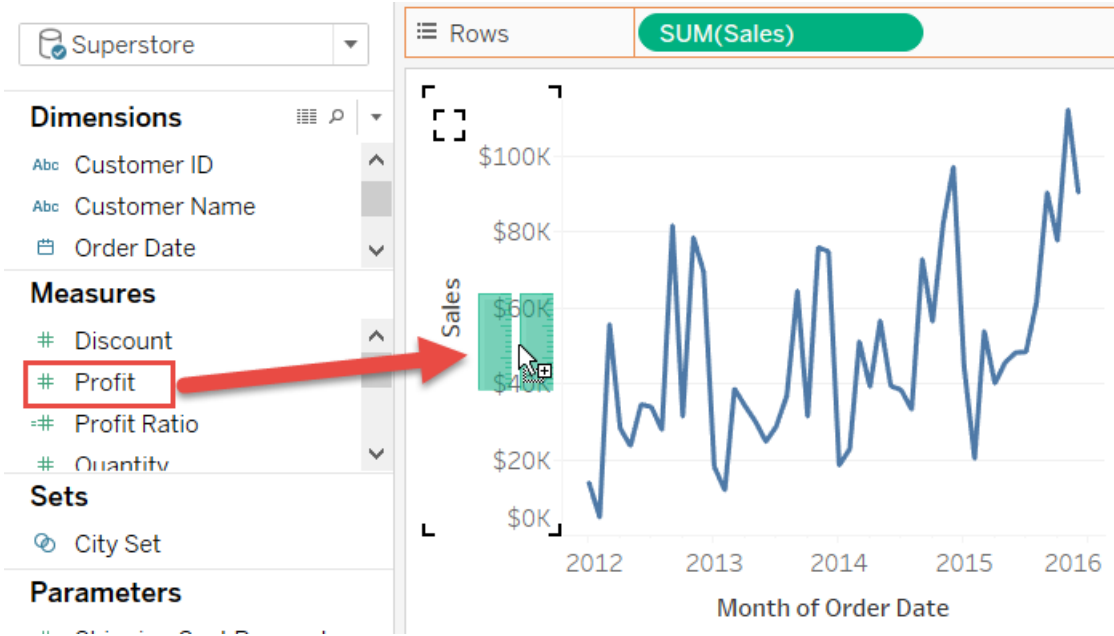 Superstore
Dimensions
Abc Customer ID
Abc Customer Name
Order Date
Measures
# Discount
# Profit
=# Profit Ratio
# Quantity
Sets
City Set
Parameters
Rows
SUM(Sales)
Sales
$100K
$80K
$60K
$40K
$20K
$0K
2012 2013 2014 2015 2016
Month of Order Date